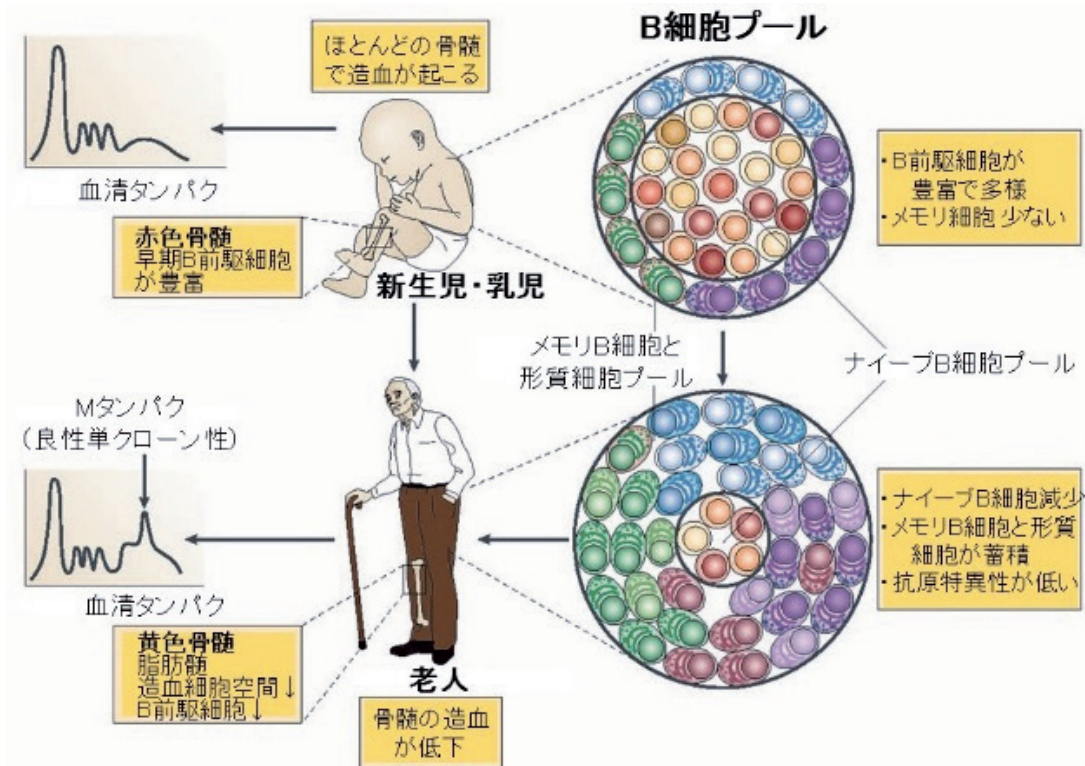 B細胞プール
ほとんどの骨髄
で造血が起こる
血清タンパク
赤色骨髄
早期B前駆細胞
が豊富
新生児・乳児
・B前駆細胞が
豊富で多様
・メモリ細胞 少ない
メモリB細胞と
形質細胞プール
ナイーブB細胞プール
Mタンパク
(良性単クローン性)
血清タンパク
黄色骨髄
脂肪髄
造血細胞空間↓
B前駆細胞↓
老人
骨髄の造血
が低下
・ナイーブB細胞減少
・メモリB細胞と形質
細胞が蓄積
・抗原特異性が低い